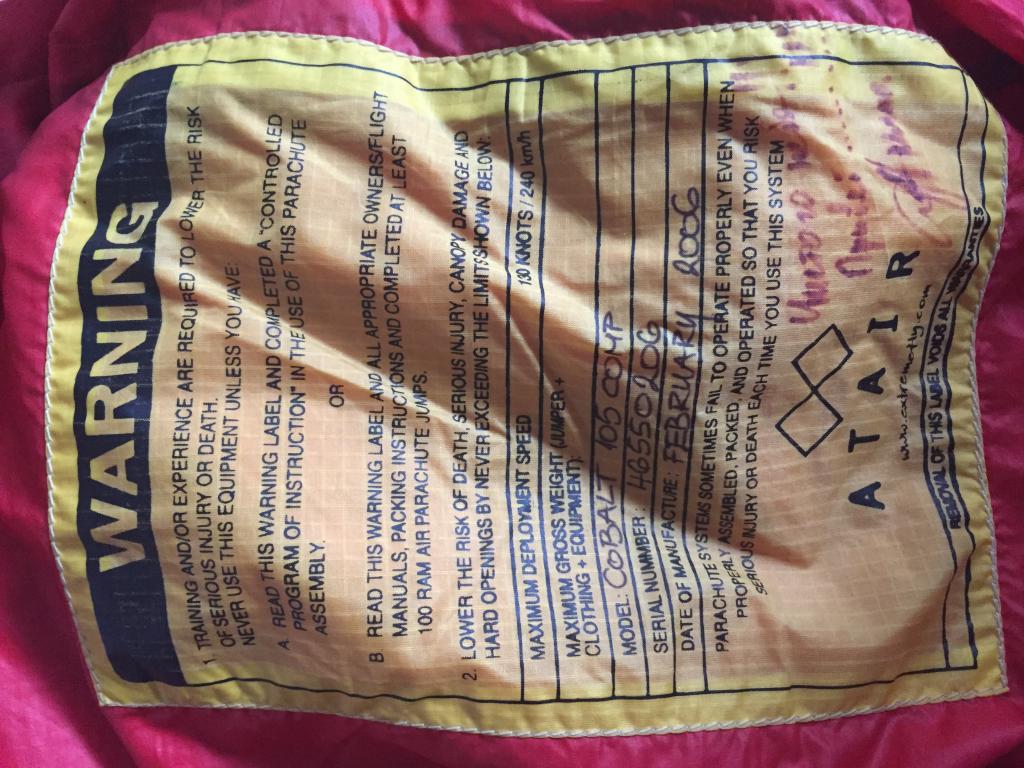 WARNING
1. TRAINING AND/OR EXPERIENCE ARE REQUIRED TO LOWER THE RISK
OF SERIOUS INJURY OR DEATH.
NEVER USE THIS EQUIPMENT UNLESS YOU HAVE:
A. READ THIS WARNING LABEL AND COMPLETED A "CONTROLLED
PROGRAM OF INSTRUCTION" IN THE USE OF THIS PARACHUTE
ASSEMBLY.
OR
B. READ THIS WARNING LABEL AND ALL APPROPRIATE OWNERS/FLIGHT
MANUALS, PACKING INSTRUCTIONS AND COMPLETED AT LEAST
100 RAM AIR PARACHUTE JUMPS.
2. LOWER THE RISK OF DEATH, SERIOUS INJURY, CANOPY DAMAGE AND
HARD OPENINGS BY NEVER EXCEEDING THE LIMITS SHOWN BELOW:
MAXIMUM DEPLOYMENT SPEED 130 KNOTS / 240 km/h
MAXIMUM GROSS WEIGHT (JUMPER +
CLOTHING + EQUIPMENT):
MODEL: COBALT 105 COMP
SERIAL NUMMBER: 46550206
DATE OF MANUFACTURE: FEBRUARY 2006
PARACHUTE SYSTEMS SOMETIMES FAIL TO OPERATE PROPERLY EVEN WHEN
PROPERLY ASSEMBLED, PACKED, AND OPERATED SO THAT YOU RISK
SERIOUS INJURY OR DEATH EACH TIME YOU USE THIS SYSTEM
ATAIR
www.extremefly.com
REMOVAL OF THIS LABEL VOIDS ALL WARRANTIES